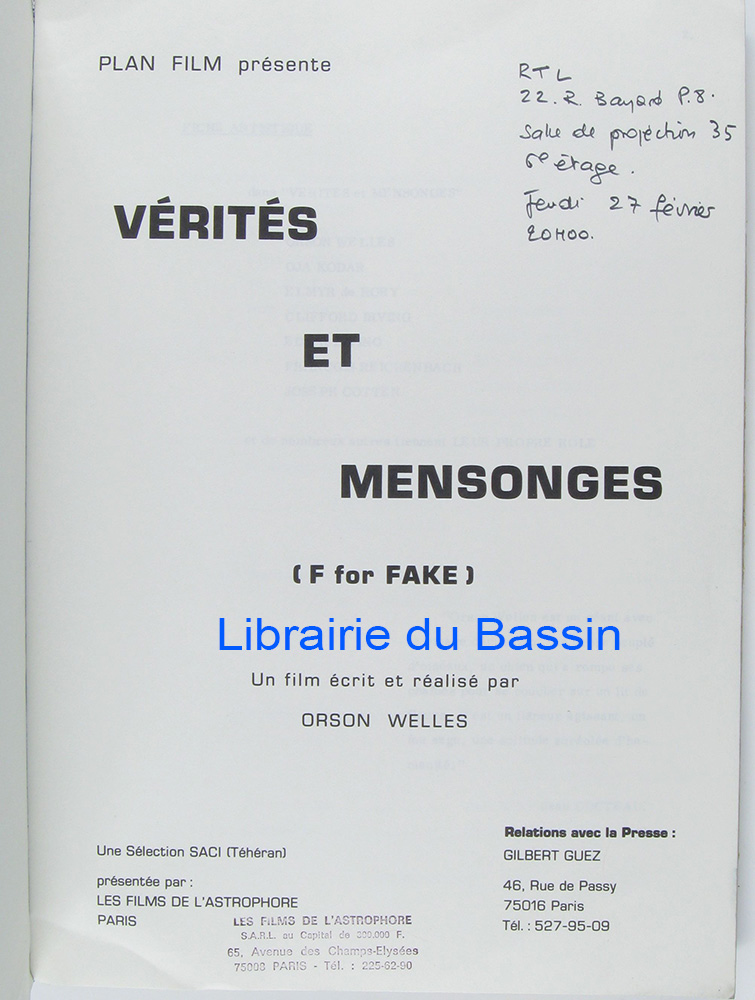 PLAN FILM présente
RTL
22. R. Bayard P.8.
Salle de projection 35
6e étage.
Jeudi 27 février
20H00.
VÉRITÉS
ET
MENSONGES
(F for FAKE)
Librairie du Bassin
Un film écrit et réalisé par
ORSON WELLES
Une Sélection SACI (Téhéran)
présentée par :
LES FILMS DE L'ASTROPHORE
PARIS
LES FILMS DE L'ASTROPHORE
S.A.R.L. au Capital de 300.000 F.
65, Avenue des Champs-Elysées
75008 PARIS - Tél. : 225-62-90
Relations avec la Presse :
GILBERT GUEZ
46, Rue de Passy
75016 Paris
Tél. : 527-95-09